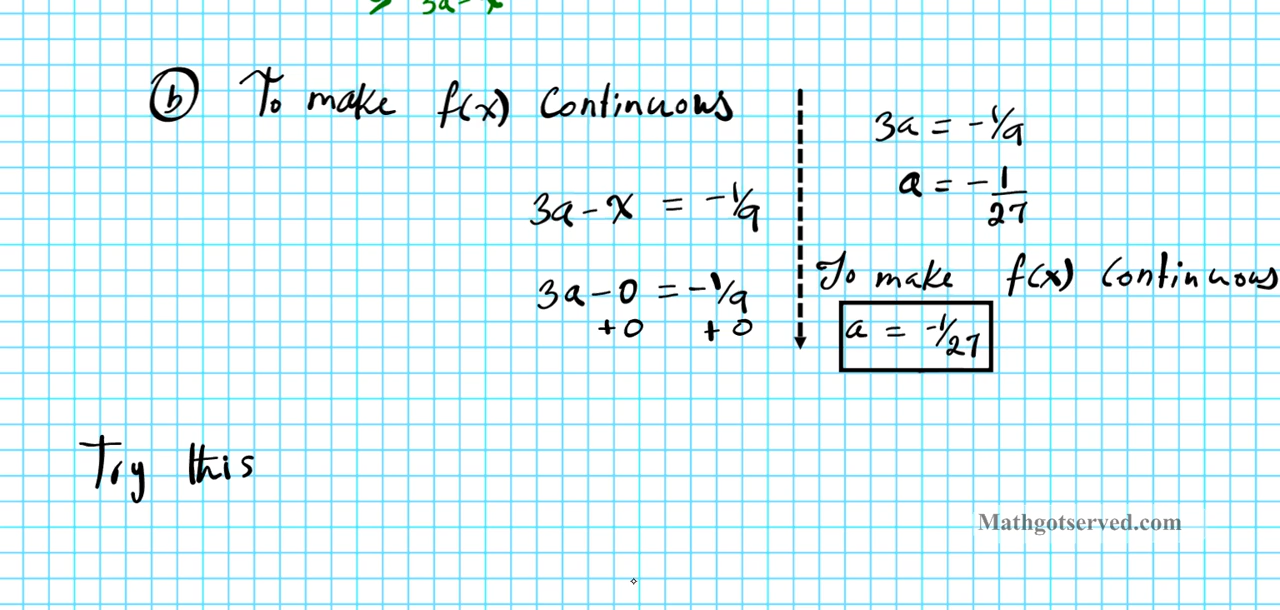 3a - x
(b) To make f(x) continuous
3a - x = -1/9
3a - 0 = -1/9
+0 +0
3a = -1/9
a = -1/27
To make f(x) continuous
a = -1/27
Try this
Mathgotserved.com